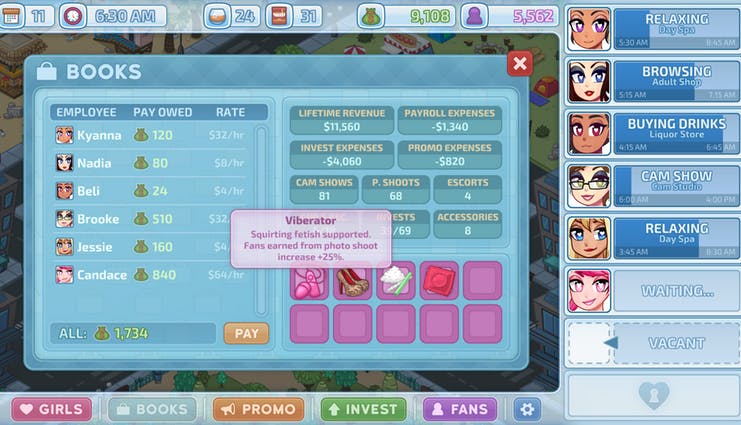 11
6:30 AM
24
31
9,108
5,562
BOOKS
EMPLOYEE PAY OWED RATE
Kyanna 120 $32/hr
Nadia 80 $8/hr
Beli 24 $4/hr
Brooke 510 $32
Jessie 160 $4
Candace 840 $64/hr
ALL: 1,734
PAY
LIFETIME REVENUE
$11,560
PAYROLL EXPENSES
-$1,340
INVEST EXPENSES
-$4,060
PROMO EXPENSES
-$820
CAM SHOWS
81
P. SHOOTS
68
ESCORTS
4
ACCESSORIES
8
Viberator
Squirting fetish supported.
Fans earned from photo shoot
increase +25%.
RELAXING
Day Spa
5:30 AM 8:45 AM
BROWSING
Adult Shop
5:15 AM 7:15 AM
BUYING DRINKS
Liquor Store
4:15 AM 6:45 AM
CAM SHOW
Cam Studio
6:00 AM 4:00 PM
RELAXING
Day Spa
3:45 AM 8:30 AM
WAITING...
VACANT
GIRLS
BOOKS
PROMO
INVEST
FANS